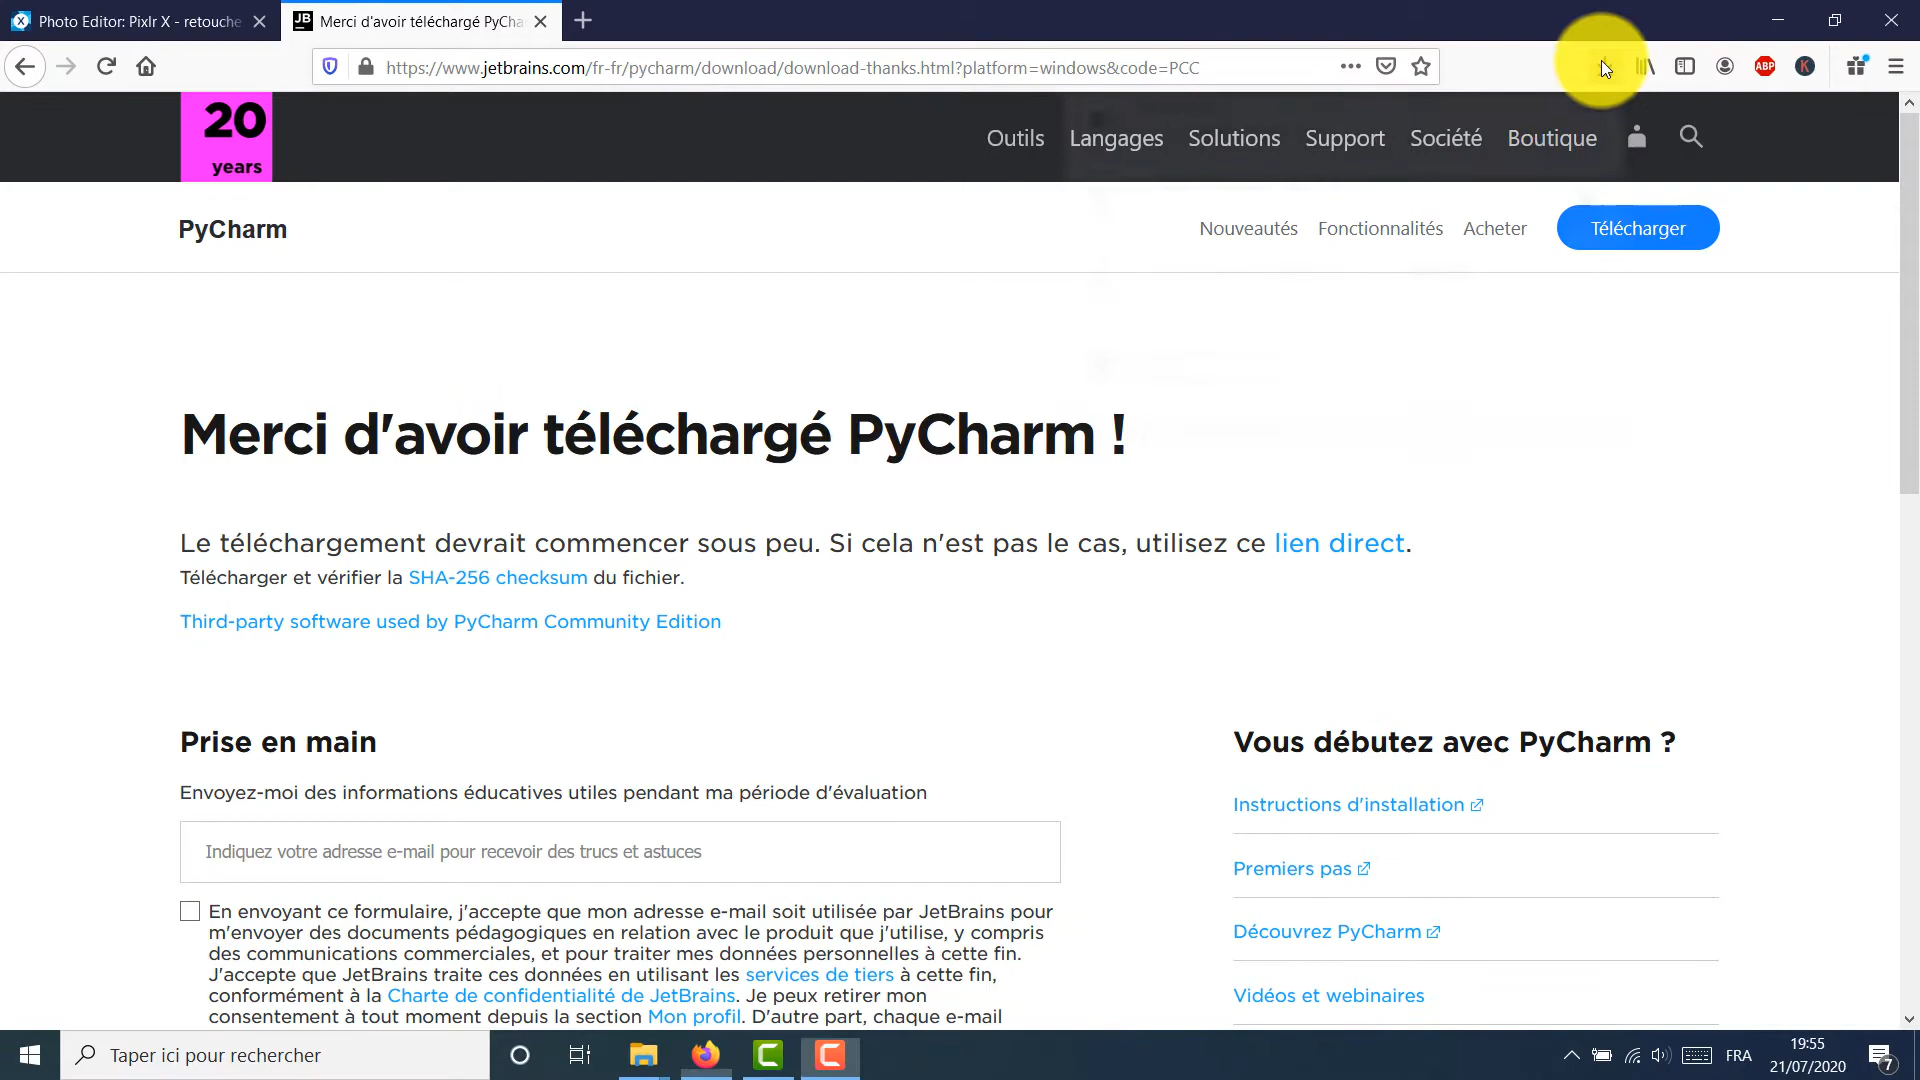 Photo Editor: Pixlr X - retouche
JB
Merci d'avoir téléchargé PyCha
https://www.jetbrains.com/fr-fr/pycharm/download/download-thanks.html?platform=windows&code=PCC
ABP
K
20
years
Outils
Langages
Solutions
Support
Société
Boutique
PyCharm
Nouveautés
Fonctionnalités
Acheter
Télécharger
Merci d'avoir téléchargé PyCharm !
Le téléchargement devrait commencer sous peu. Si cela n'est pas le cas, utilisez ce lien direct.
Télécharger et vérifier la SHA-256 checksum du fichier.
Third-party software used by PyCharm Community Edition
Prise en main
Envoyez-moi des informations éducatives utiles pendant ma période d'évaluation
Indiquez votre adresse e-mail pour recevoir des trucs et astuces
En envoyant ce formulaire, j'accepte que mon adresse e-mail soit utilisée par JetBrains pour
m'envoyer des documents pédagogiques en relation avec le produit que j'utilise, y compris
des communications commerciales, et pour traiter mes données personnelles à cette fin.
J'accepte que JetBrains traite ces données en utilisant les services de tiers à cette fin,
conformément à la Charte de confidentialité de JetBrains. Je peux retirer mon
consentement à tout moment depuis la section Mon profil. D'autre part, chaque e-mail
Vous débutez avec PyCharm ?
Instructions d'installation
Premiers pas
Découvrez PyCharm
Vidéos et webinaires
Taper ici pour rechercher
FRA
19:55
21/07/2020
7